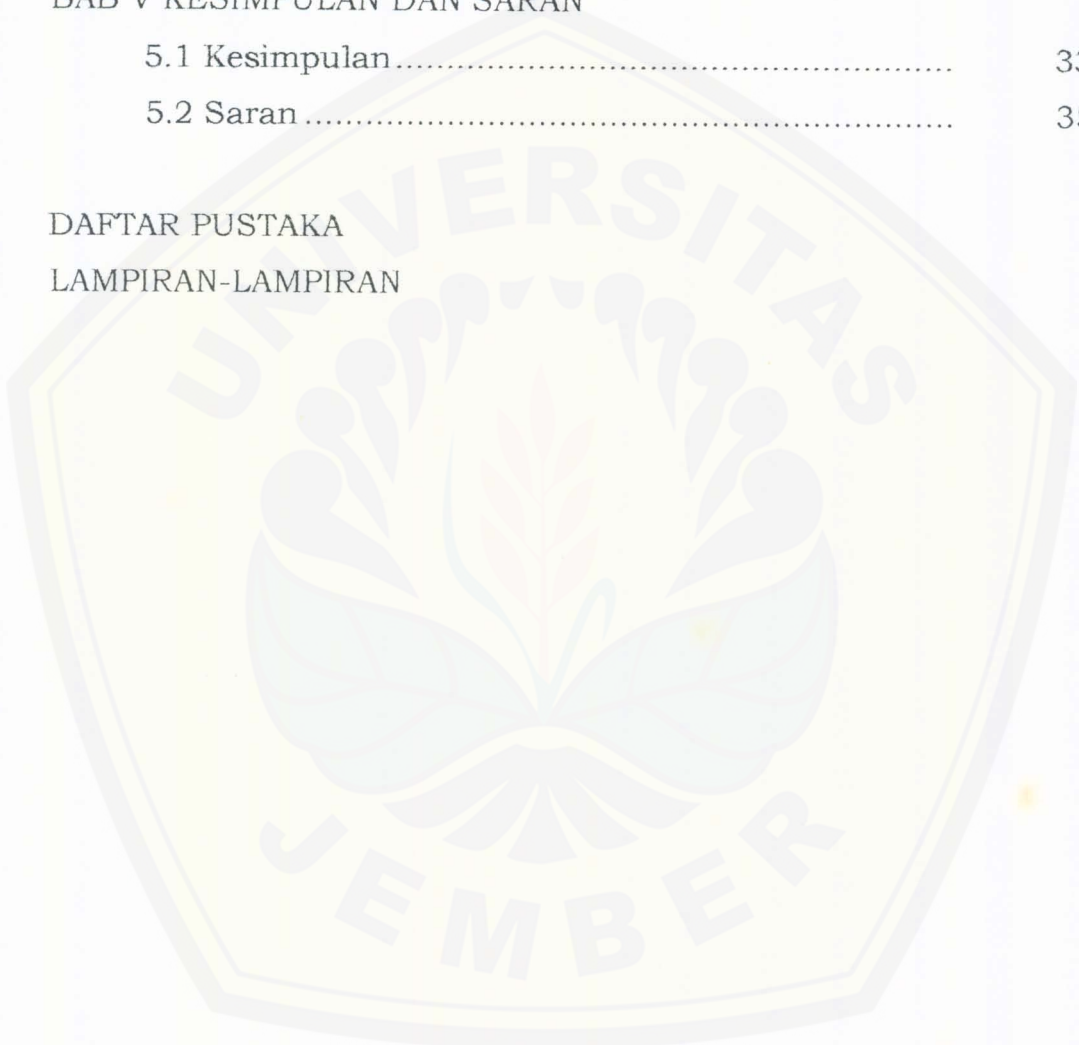 BAB V KESIMPULAN DAN SARAN
5.1 Kesimpulan........................................................
5.2 Saran.................................................................
DAFTAR PUSTAKA
LAMPIRAN-LAMPIRAN
UNIVERSITAS
JEMBER